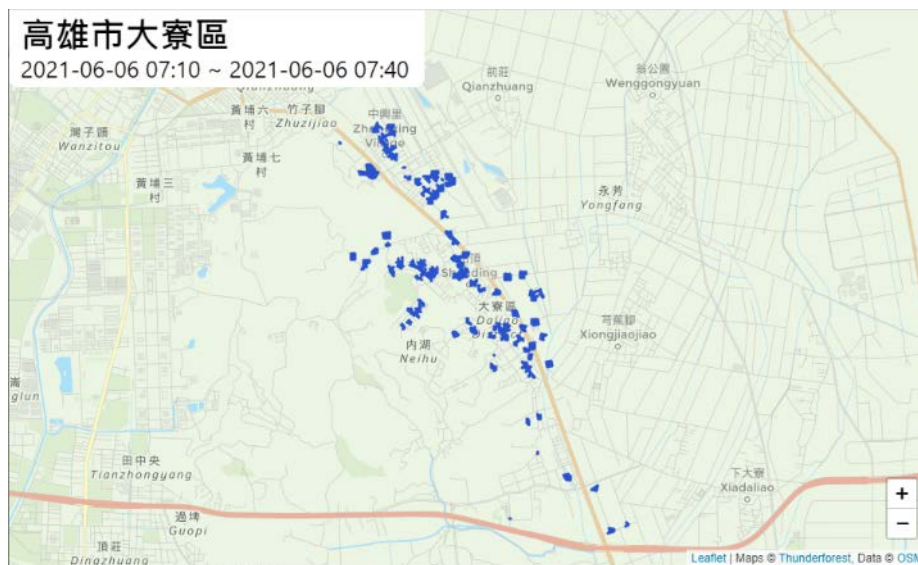 高雄市大寮區
2021-06-06 07:10 ~ 2021-06-06 07:40
前莊
Qianzhuang
翁公園
Wenggongyuan
黃埔六
村
竹子腳
Zhuzijiao
中興里
Village
灣子頭
Wanzitou
黃埔七
村
黃埔三
村
永芳
Yongfang
大寮區
內湖
Neihu
芎蕉腳
Xiongjiaojiao
田中央
Tianzhongyang
下大寮
Xiadaliao
過埤
Guopi
頂莊
Dingzhuang
+
−
Leaflet | Maps © Thunderforest, Data © OSM